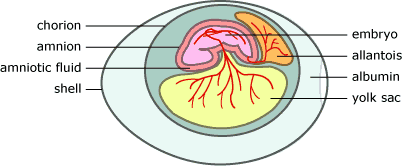 chorion
amnion
amniotic fluid
shell
embryo
allantois
albumin
yolk sac